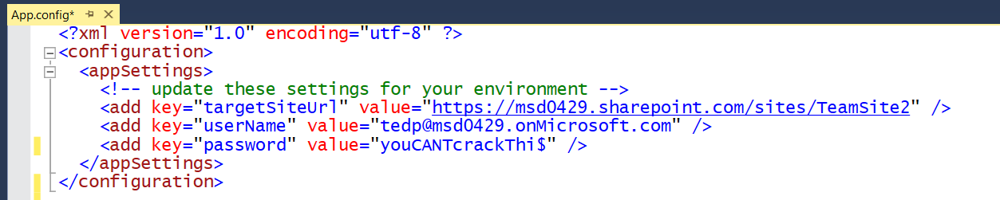 App.config*
<?xml version="1.0" encoding="utf-8" ?>
<configuration>
<appSettings>
<!-- update these settings for your environment -->
<add key="targetSiteUrl" value="https://msd0429.sharepoint.com/sites/TeamSite2" />
<add key="userName" value="tedp@msd0429.onMicrosoft.com" />
<add key="password" value="youCANTcrackThi$" />
</appSettings>
</configuration>